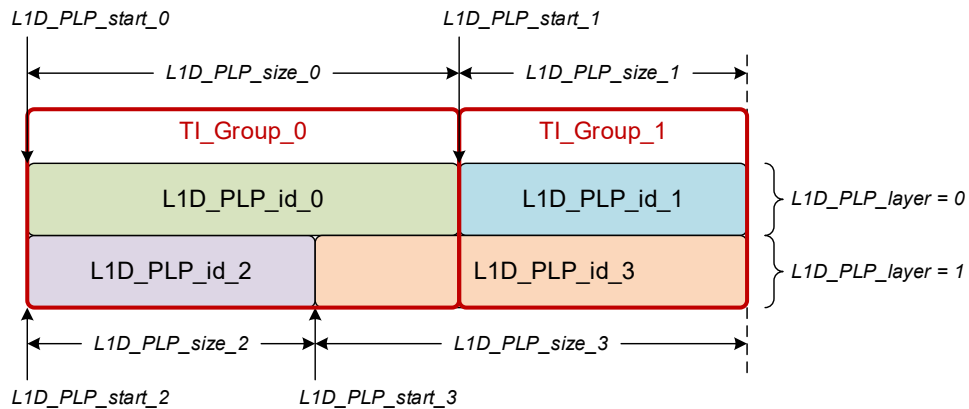 L1D_PLP_start_0
L1D_PLP_start_1
L1D_PLP_size_0
L1D_PLP_size_1
TI_Group_0
TI_Group_1
L1D_PLP_id_0
L1D_PLP_id_1
L1D_PLP_layer = 0
L1D_PLP_id_2
L1D_PLP_id_3
L1D_PLP_layer = 1
L1D_PLP_size_2
L1D_PLP_size_3
L1D_PLP_start_2
L1D_PLP_start_3